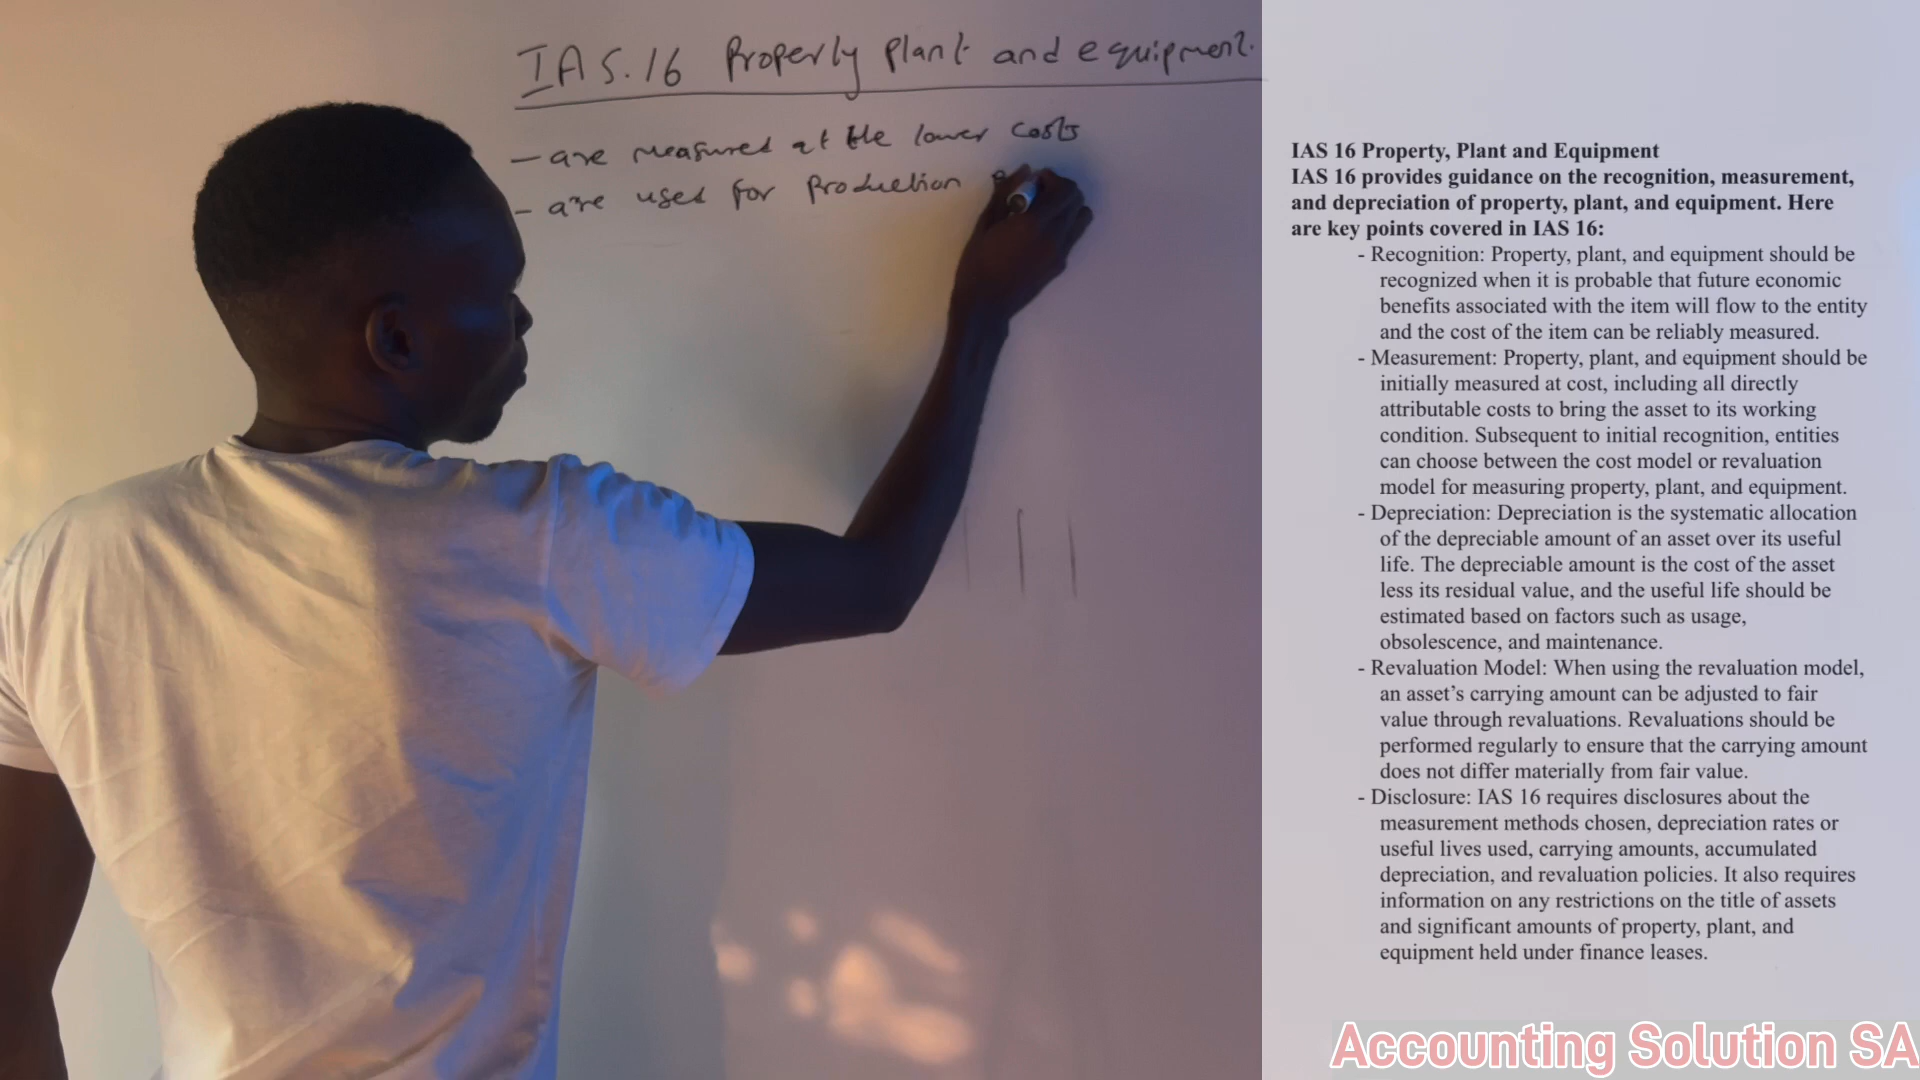 IAS.16 Property Plant and equipment.
- are measured at the lower costs
- are used for Production
IAS 16 Property, Plant and Equipment
IAS 16 provides guidance on the recognition, measurement,
and depreciation of property, plant, and equipment. Here
are key points covered in IAS 16:
- Recognition: Property, plant, and equipment should be
recognized when it is probable that future economic
benefits associated with the item will flow to the entity
and the cost of the item can be reliably measured.
- Measurement: Property, plant, and equipment should be
initially measured at cost, including all directly
attributable costs to bring the asset to its working
condition. Subsequent to initial recognition, entities
can choose between the cost model or revaluation
model for measuring property, plant, and equipment.
- Depreciation: Depreciation is the systematic allocation
of the depreciable amount of an asset over its useful
life. The depreciable amount is the cost of the asset
less its residual value, and the useful life should be
estimated based on factors such as usage,
obsolescence, and maintenance.
- Revaluation Model: When using the revaluation model,
an asset’s carrying amount can be adjusted to fair
value through revaluations. Revaluations should be
performed regularly to ensure that the carrying amount
does not differ materially from fair value.
- Disclosure: IAS 16 requires disclosures about the
measurement methods chosen, depreciation rates or
useful lives used, carrying amounts, accumulated
depreciation, and revaluation policies. It also requires
information on any restrictions on the title of assets
and significant amounts of property, plant, and
equipment held under finance leases.
Accounting Solution SA